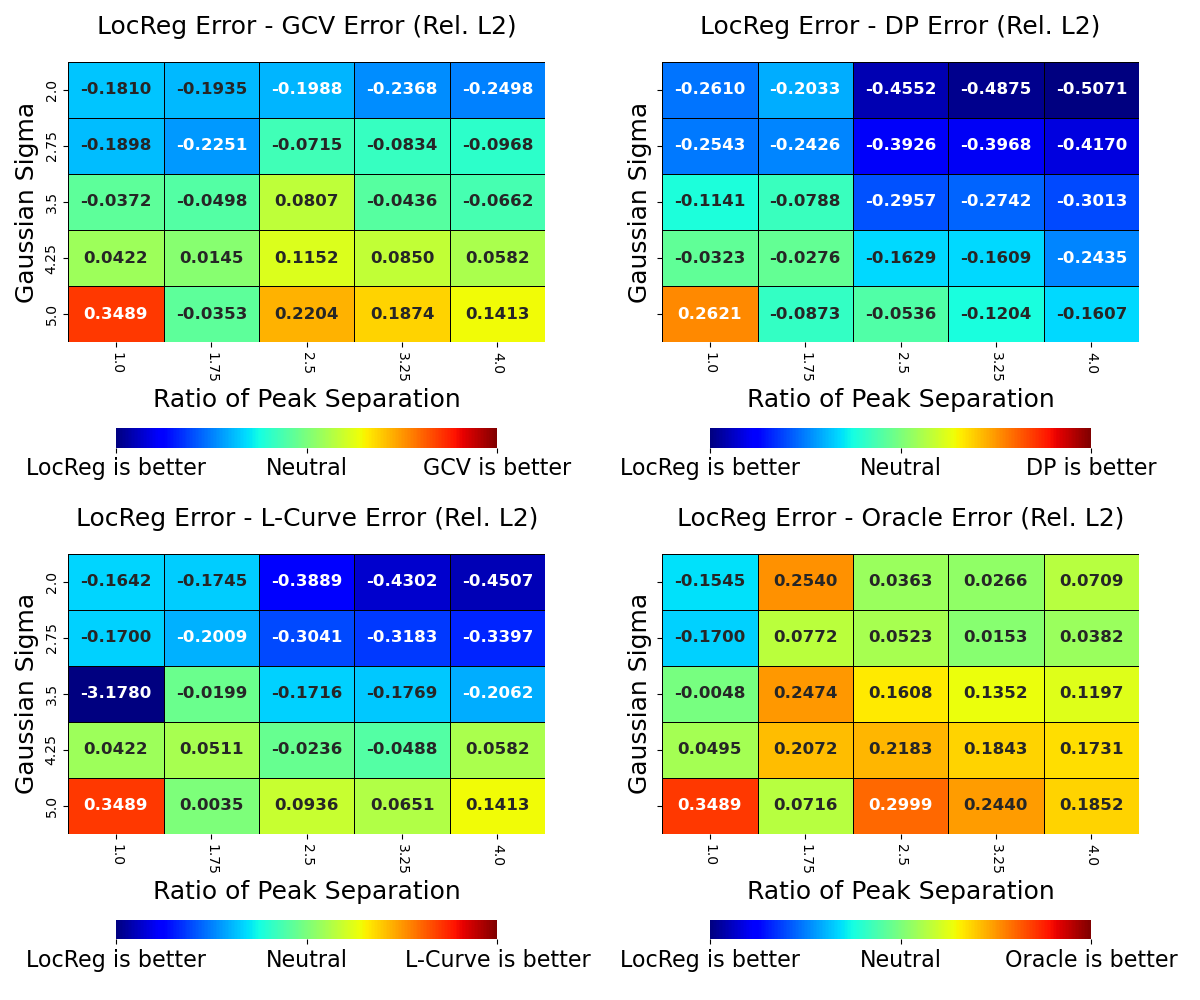 LocReg Error - GCV Error (Rel. L2)
Gaussian Sigma
2.0 -0.1810 -0.1935 -0.1988 -0.2368 -0.2498
2.75 -0.1898 -0.2251 -0.0715 -0.0834 -0.0968
3.5 -0.0372 -0.0498 0.0807 -0.0436 -0.0662
4.25 0.0422 0.0145 0.1152 0.0850 0.0582
5.0 0.3489 -0.0353 0.2204 0.1874 0.1413
1.0 1.75 2.5 3.25 4.0
Ratio of Peak Separation
LocReg is better Neutral GCV is better
LocReg Error - DP Error (Rel. L2)
Gaussian Sigma
-0.2610 -0.2033 -0.4552 -0.4875 -0.5071
-0.2543 -0.2426 -0.3926 -0.3968 -0.4170
-0.1141 -0.0788 -0.2957 -0.2742 -0.3013
-0.0323 -0.0276 -0.1629 -0.1609 -0.2435
0.2621 -0.0873 -0.0536 -0.1204 -0.1607
1.0 1.75 2.5 3.25 4.0
Ratio of Peak Separation
LocReg is better Neutral DP is better
LocReg Error - L-Curve Error (Rel. L2)
Gaussian Sigma
2.0 -0.1642 -0.1745 -0.3889 -0.4302 -0.4507
2.75 -0.1700 -0.2009 -0.3041 -0.3183 -0.3397
3.5 -3.1780 -0.0199 -0.1716 -0.1769 -0.2062
4.25 0.0422 0.0511 -0.0236 -0.0488 0.0582
5.0 0.3489 0.0035 0.0936 0.0651 0.1413
1.0 1.75 2.5 3.25 4.0
Ratio of Peak Separation
LocReg is better Neutral L-Curve is better
LocReg Error - Oracle Error (Rel. L2)
Gaussian Sigma
-0.1545 0.2540 0.0363 0.0266 0.0709
-0.1700 0.0772 0.0523 0.0153 0.0382
-0.0048 0.2474 0.1608 0.1352 0.1197
0.0495 0.2072 0.2183 0.1843 0.1731
0.3489 0.0716 0.2999 0.2440 0.1852
1.0 1.75 2.5 3.25 4.0
Ratio of Peak Separation
LocReg is better Neutral Oracle is better